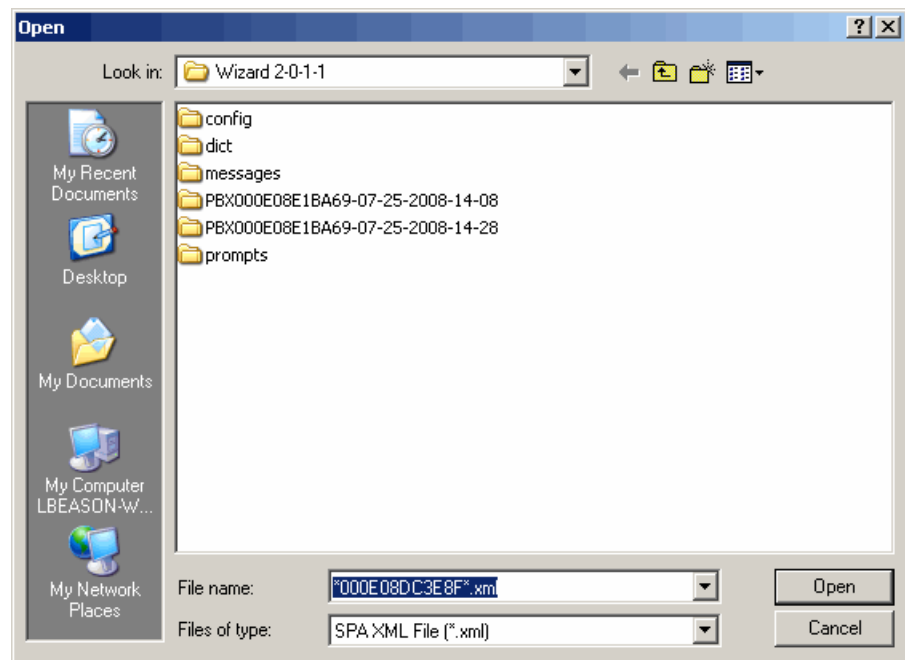 Open
Look in:
Wizard 2-0-1-1
My Recent
Documents
Desktop
My Documents
My Computer
LBEASON-W...
My Network
Places
config
dict
messages
PBX000E08E1BA69-07-25-2008-14-08
PBX000E08E1BA69-07-25-2008-14-28
prompts
File name:
*000E08DC3E8F*.xml
Open
Files of type:
SPA XML File (*.xml)
Cancel